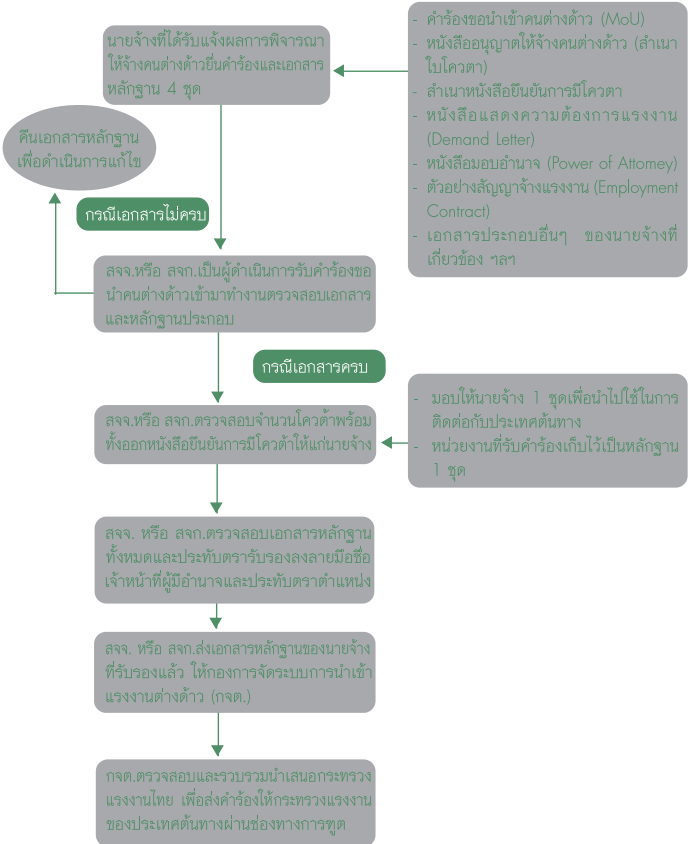 นายจ้างที่ได้รับแจ้งผลการพิจารณา
ให้จ้างคนต่างด้าวยื่นคำร้องและเอกสาร
หลักฐาน 4 ชุด
- คำร้องขอนำเข้าคนต่างด้าว (MoU)
- หนังสืออนุญาตให้จ้างคนต่างด้าว (สำเนา
ใบโควตา)
- สำเนาหนังสือยืนยันการมีโควตา
- หนังสือแสดงความต้องการแรงงาน
(Demand Letter)
- หนังสือมอบอำนาจ (Power of Attorney)
- ตัวอย่างสัญญาจ้างแรงงาน (Employment
Contract)
- เอกสารประกอบอื่นๆ ของนายจ้างที่
เกี่ยวข้อง ฯลฯ
คืนเอกสารหลักฐาน
เพื่อดำเนินการแก้ไข
กรณีเอกสารไม่ครบ
สจจ.หรือ สจก.เป็นผู้ดำเนินการรับคำร้องขอ
นำคนต่างด้าวเข้ามาทำงานตรวจสอบเอกสาร
และหลักฐานประกอบ
กรณีเอกสารครบ
สจจ.หรือ สจก.ตรวจสอบจำนวนโควต้าพร้อม
ทั้งออกหนังสือยืนยันการมีโควต้าให้แก่นายจ้าง
- มอบให้นายจ้าง 1 ชุดเพื่อนำไปใช้ในการ
ติดต่อกับประเทศต้นทาง
- หน่วยงานที่รับคำร้องเก็บไว้เป็นหลักฐาน
1 ชุด
สจจ. หรือ สจก.ตรวจสอบเอกสารหลักฐาน
ทั้งหมดและประทับตรารับรองลงลายมือชื่อ
เจ้าหน้าที่ผู้มีอำนาจและประทับตราตำแหน่ง
สจจ. หรือ สจก.ส่งเอกสารหลักฐานของนายจ้าง
ที่รับรองแล้ว ให้กองการจัดระบบการนำเข้า
แรงงานต่างด้าว (กจต.)
กจต.ตรวจสอบและรวบรวมนำเสนอกระทรวง
แรงงานไทย เพื่อส่งคำร้องให้กระทรวงแรงงาน
ของประเทศต้นทางผ่านช่องทางการฑูต